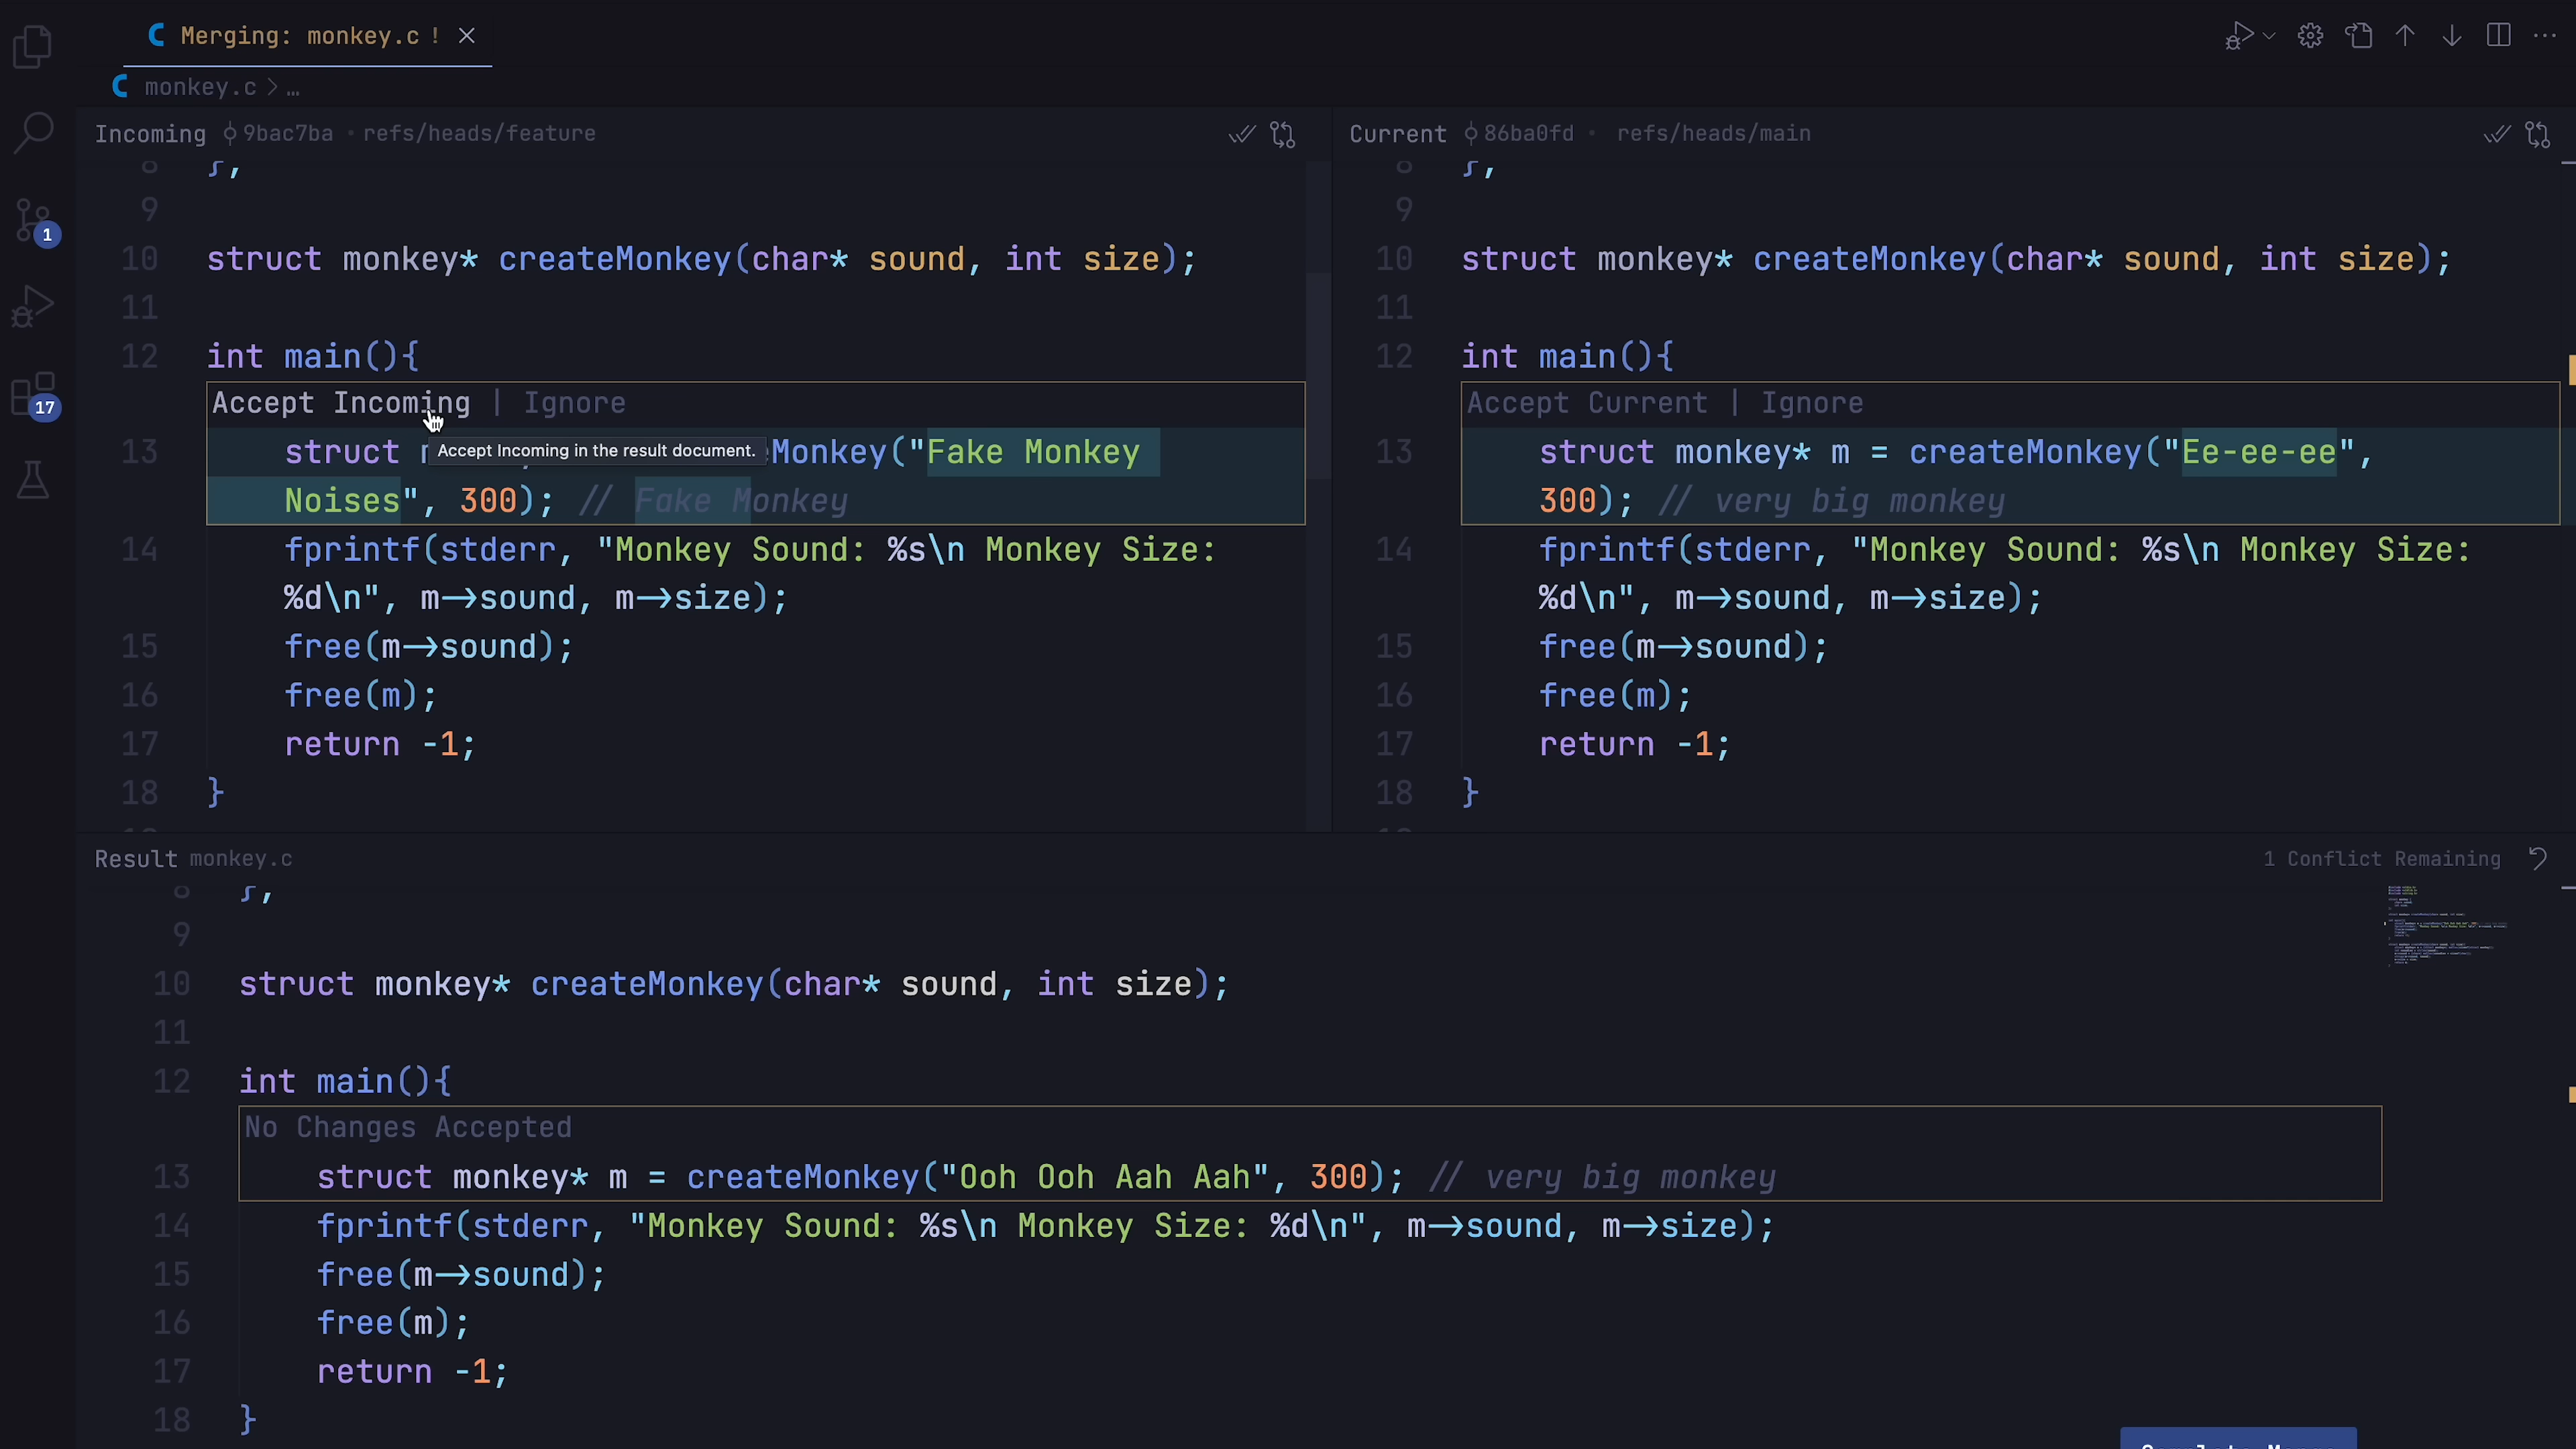 Merging: monkey.c !
monkey.c > …
Incoming 9bac7ba • refs/heads/feature
8 };
9
10 struct monkey* createMonkey(char* sound, int size);
11
12 int main(){
Accept Incoming | Ignore
13 struct Monkey("Fake Monkey
Accept Incoming in the result document.
Noises", 300); // Fake Monkey
14 fprintf(stderr, "Monkey Sound: %s\n Monkey Size:
%d\n", m->sound, m->size);
15 free(m->sound);
16 free(m);
17 return -1;
18 }
Current 86ba0fd • refs/heads/main
8 };
9
10 struct monkey* createMonkey(char* sound, int size);
11
12 int main(){
Accept Current | Ignore
13 struct monkey* m = createMonkey("Ee-ee-ee",
300); // very big monkey
14 fprintf(stderr, "Monkey Sound: %s\n Monkey Size:
%d\n", m->sound, m->size);
15 free(m->sound);
16 free(m);
17 return -1;
18 }
1
17
Result monkey.c
1 Conflict Remaining
8 };
9
10 struct monkey* createMonkey(char* sound, int size);
11
12 int main(){
No Changes Accepted
13 struct monkey* m = createMonkey("Ooh Ooh Aah Aah", 300); // very big monkey
14 fprintf(stderr, "Monkey Sound: %s\n Monkey Size: %d\n", m->sound, m->size);
15 free(m->sound);
16 free(m);
17 return -1;
18 }